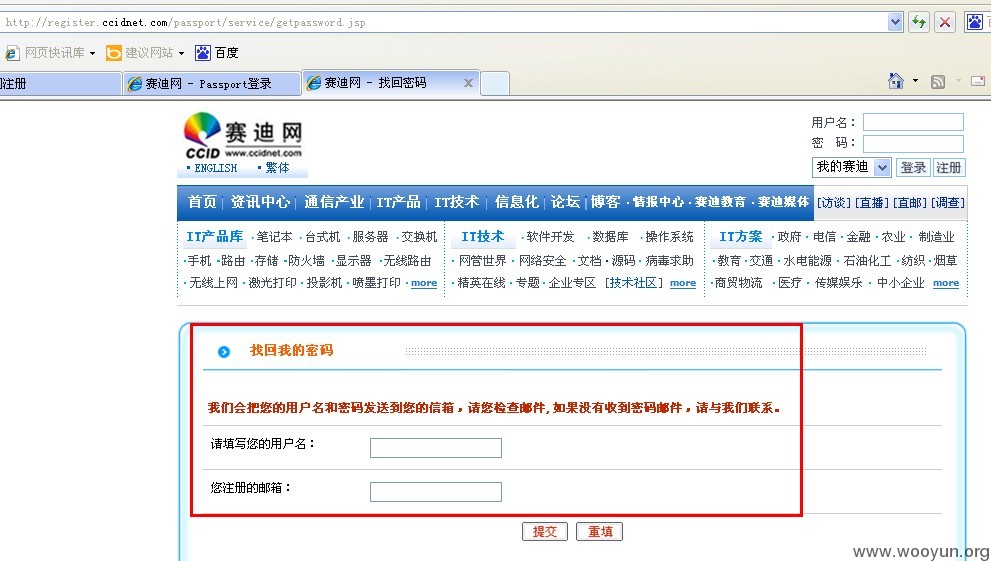 http://register.ccidnet.com/passport/service/getpassword.jsp
网页快讯库 建议网站 百度
注册 赛迪网 - Passport登录 赛迪网 - 找回密码
赛迪网
CCID www.ccidnet.com
·ENGLISH ·繁体
用户名：
密 码：
我的赛迪 登录 注册
首页| 资讯中心| 通信产业| IT产品| IT技术| 信息化| 论坛| 博客·情报中心·赛迪教育·赛迪媒体 [访谈] [直播] [直邮] [调查]
IT产品库 ·笔记本 ·台式机 ·服务器 ·交换机
·手机 ·路由 ·存储 ·防火墙 ·显示器 ·无线路由
·无线上网 ·激光打印 ·投影机 ·喷墨打印 ·more
IT技术 ·软件开发 ·数据库 ·操作系统
·网管世界 ·网络安全 ·文档 ·源码 ·病毒求助
·精英在线 ·专题 ·企业专区 [技术社区] more
IT方案 ·政府 ·电信 ·金融 ·农业 ·制造业
·教育 ·交通 ·水电能源 ·石油化工 ·纺织 ·烟草
·商贸物流 ·医疗 ·传媒娱乐 ·中小企业 more
找回我的密码
我们会把您的用户名和密码发送到您的信箱，请您检查邮件,如果没有收到密码邮件，请与我们联系。
请填写您的用户名：
您注册的邮箱：
提交 重填
www.wooyun.org